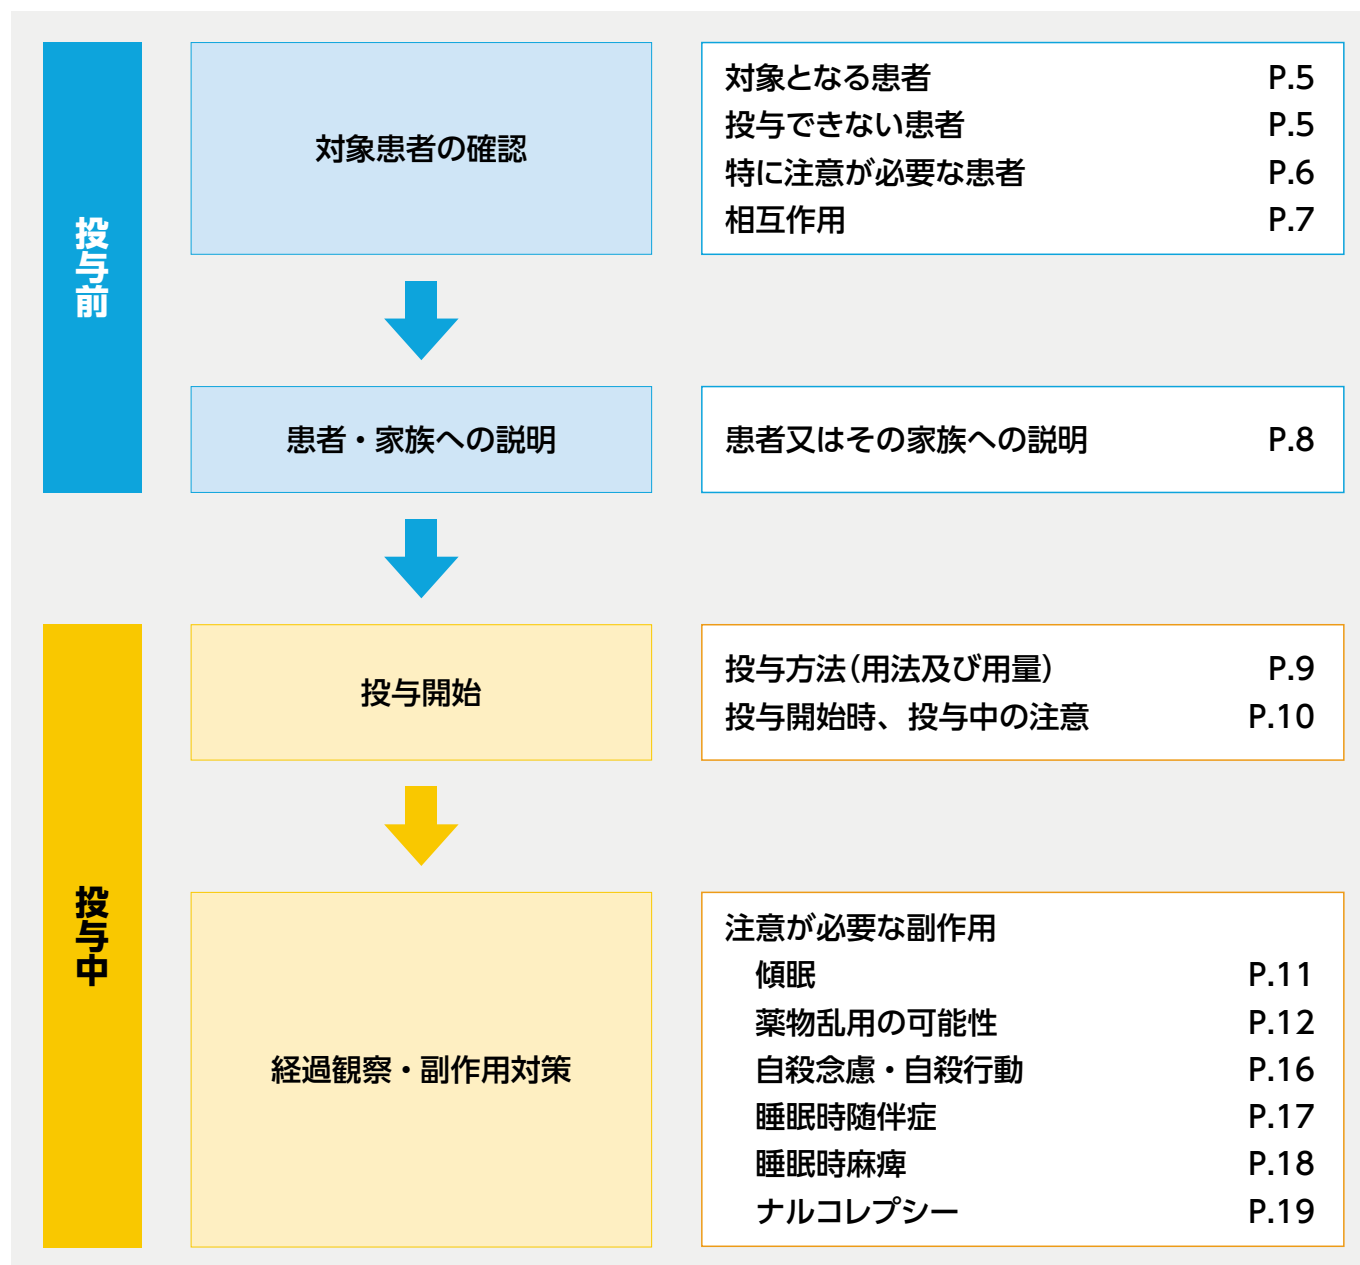 投与前
対象患者の確認
対象となる患者 P.5
投与できない患者 P.5
特に注意が必要な患者 P.6
相互作用 P.7
患者・家族への説明
患者又はその家族への説明 P.8
投与中
投与開始
投与方法（用法及び用量） P.9
投与開始時、投与中の注意 P.10
経過観察・副作用対策
注意が必要な副作用
傾眠 P.11
薬物乱用の可能性 P.12
自殺念慮・自殺行動 P.16
睡眠時随伴症 P.17
睡眠時麻痺 P.18
ナルコレプシー P.19